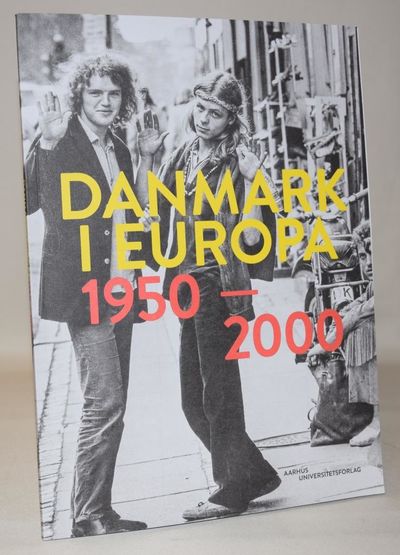 DANMARK
I EUROPA
1950 –
2000
AARHUS
UNIVERSITETSFORLAG